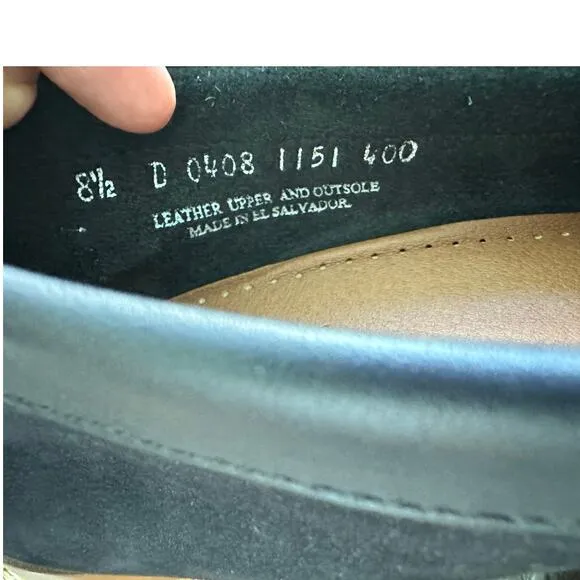 8½ D 0408 1151 400
LEATHER UPPER AND OUTSOLE
MADE IN EL SALVADOR